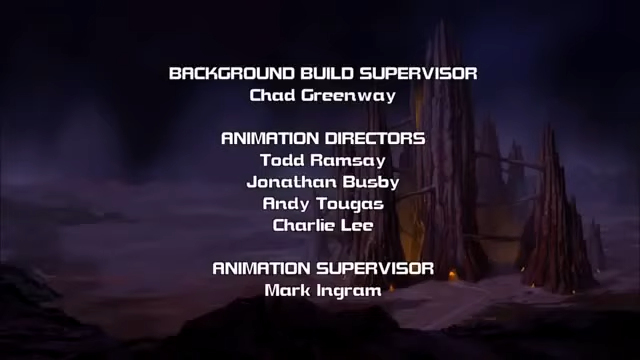 BACKGROUND BUILD SUPERVISOR
Chad Greenway
ANIMATION DIRECTORS
Todd Ramsay
Jonathan Busby
Andy Tougas
Charlie Lee
ANIMATION SUPERVISOR
Mark Ingram